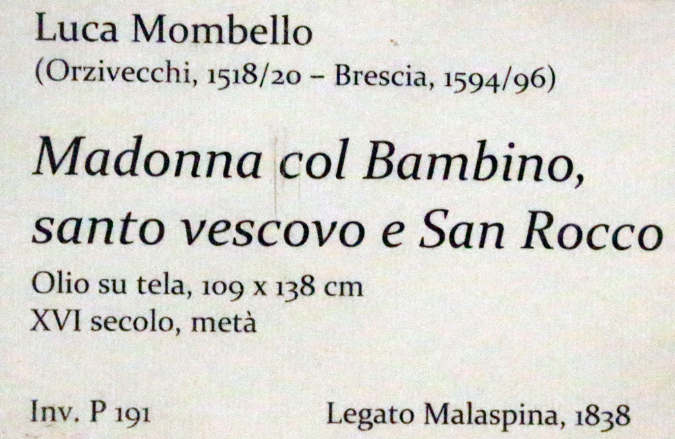 Luca Mombello
(Orzivecchi, 1518/20 – Brescia, 1594/96)
Madonna col Bambino,
santo vescovo e San Rocco
Olio su tela, 109 x 138 cm
XVI secolo, metà
Inv. P 191 Legato Malaspina, 1838